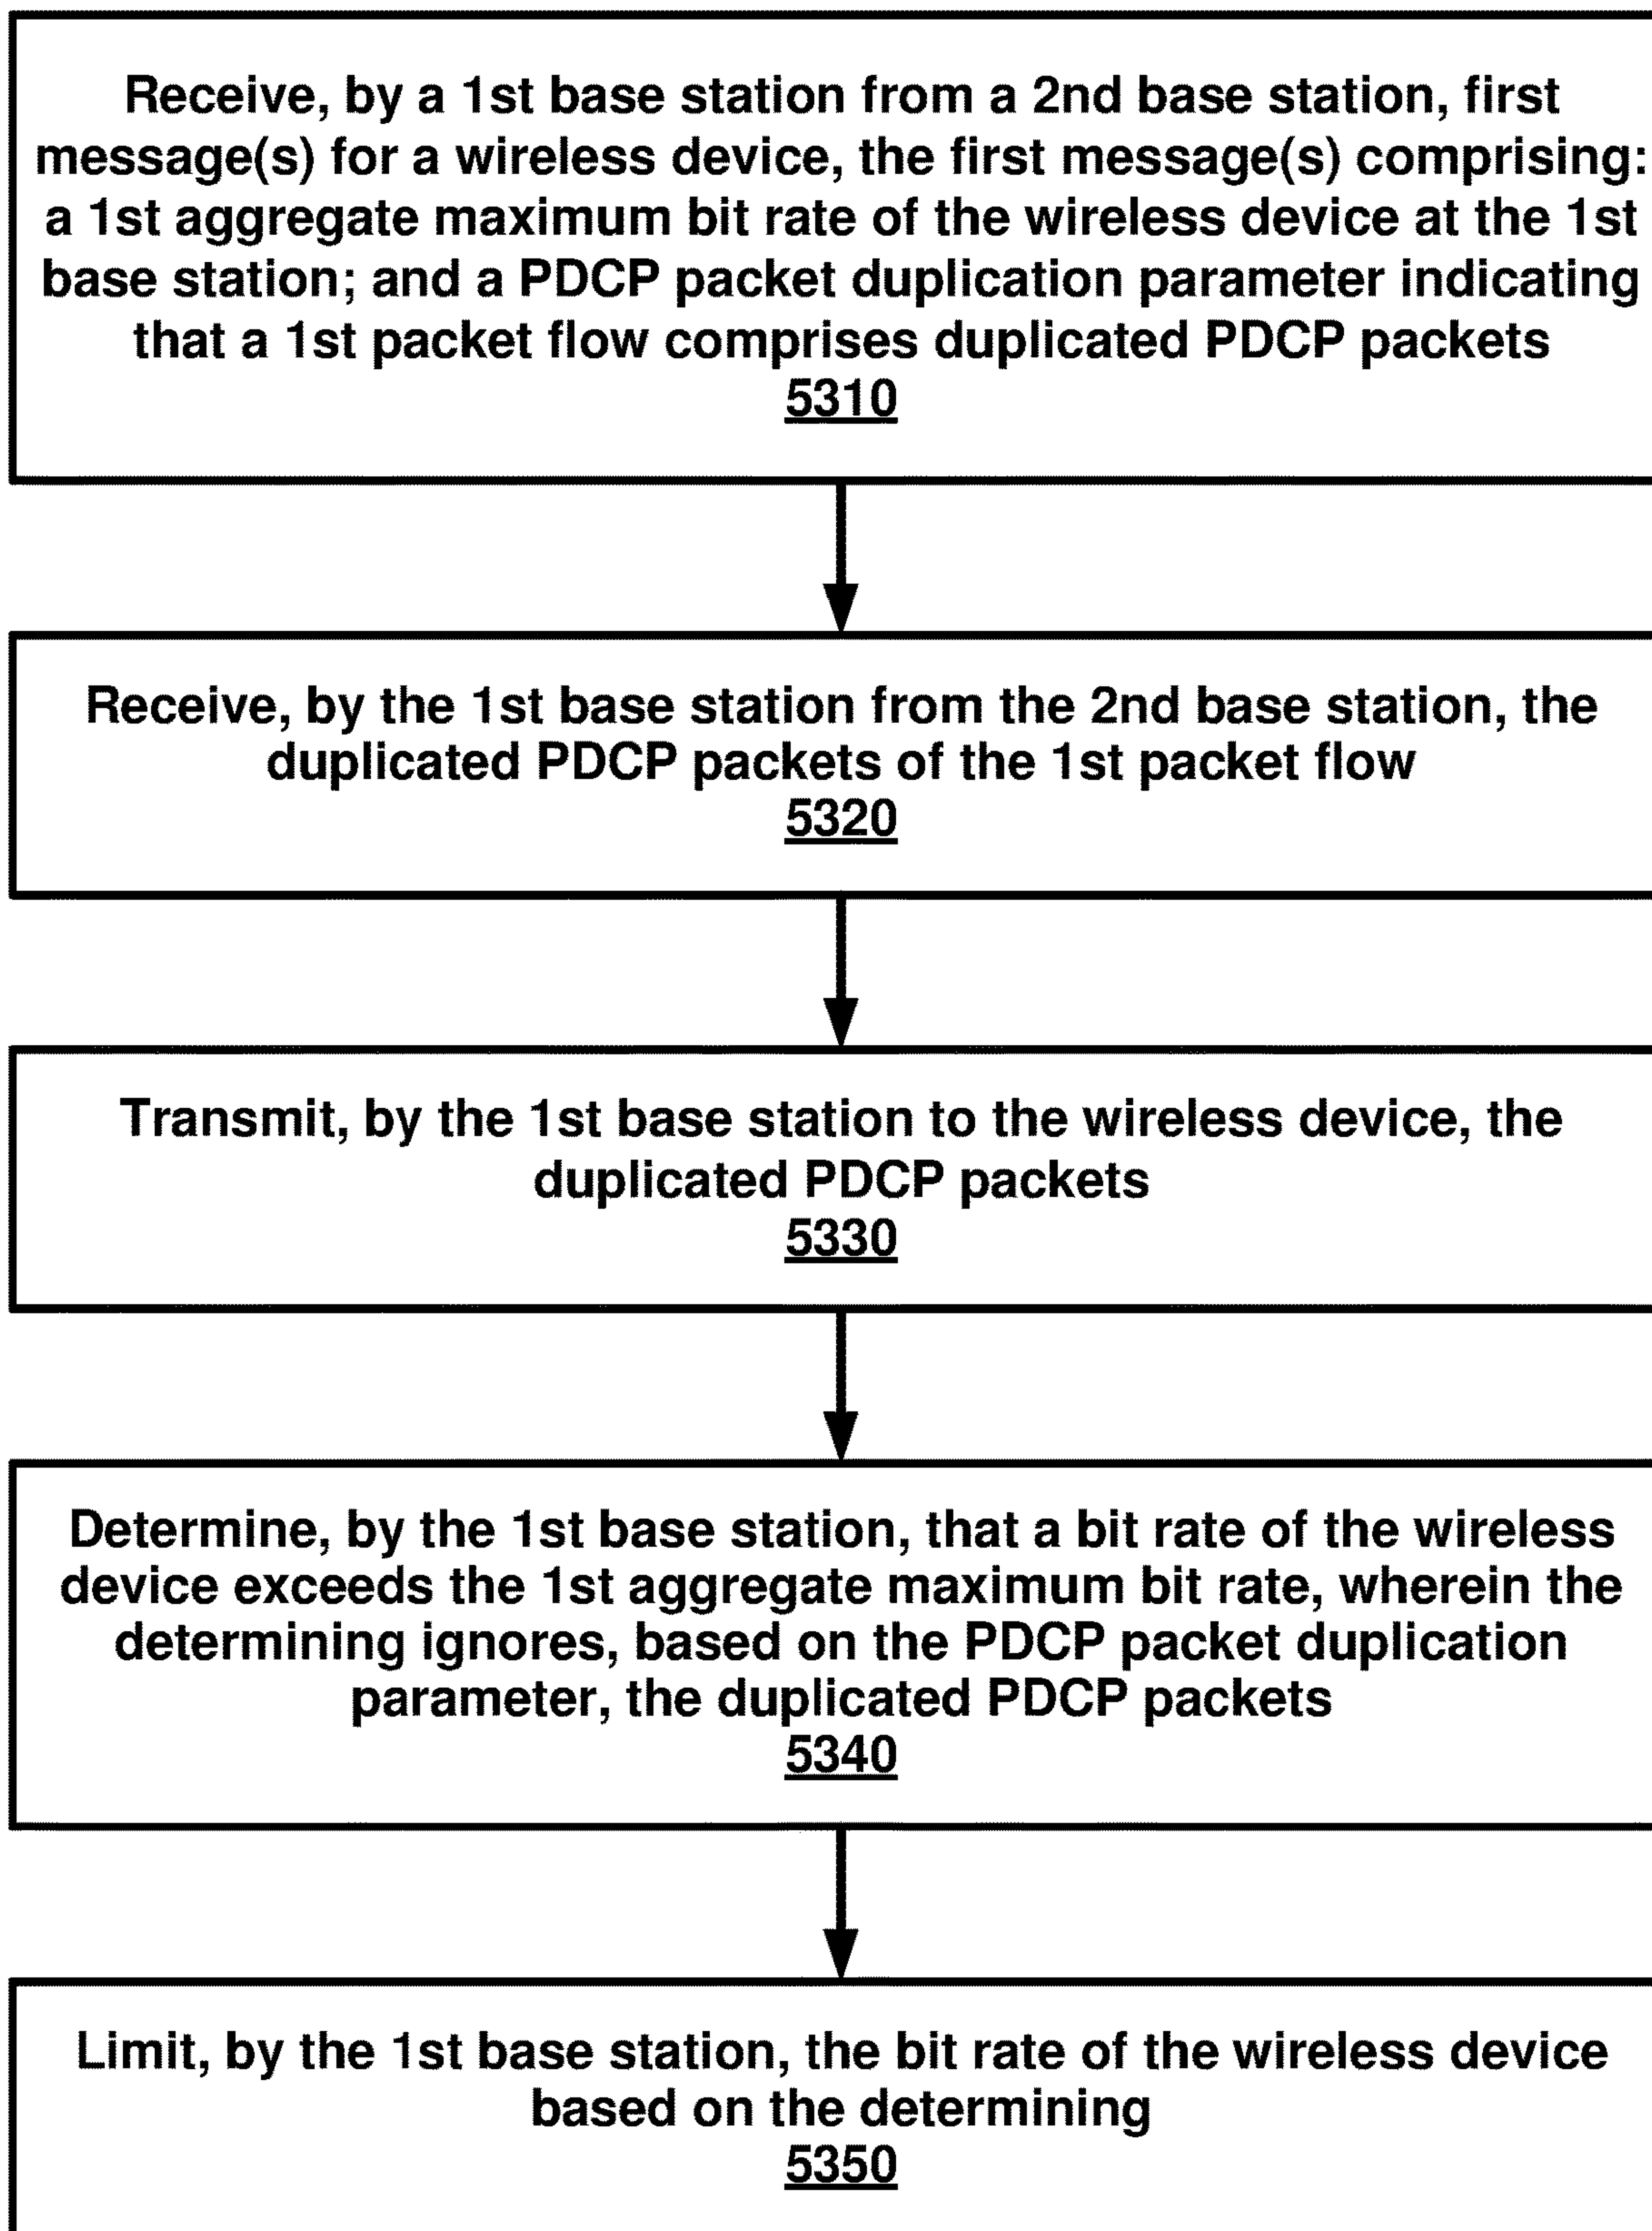 Receive, by a 1st base station from a 2nd base station, first
message(s) for a wireless device, the first message(s) comprising:
a 1st aggregate maximum bit rate of the wireless device at the 1st
base station; and a PDCP packet duplication parameter indicating
that a 1st packet flow comprises duplicated PDCP packets
5310
Receive, by the 1st base station from the 2nd base station, the
duplicated PDCP packets of the 1st packet flow
5320
Transmit, by the 1st base station to the wireless device, the
duplicated PDCP packets
5330
Determine, by the 1st base station, that a bit rate of the wireless
device exceeds the 1st aggregate maximum bit rate, wherein the
determining ignores, based on the PDCP packet duplication
parameter, the duplicated PDCP packets
5340
Limit, by the 1st base station, the bit rate of the wireless device
based on the determining
5350